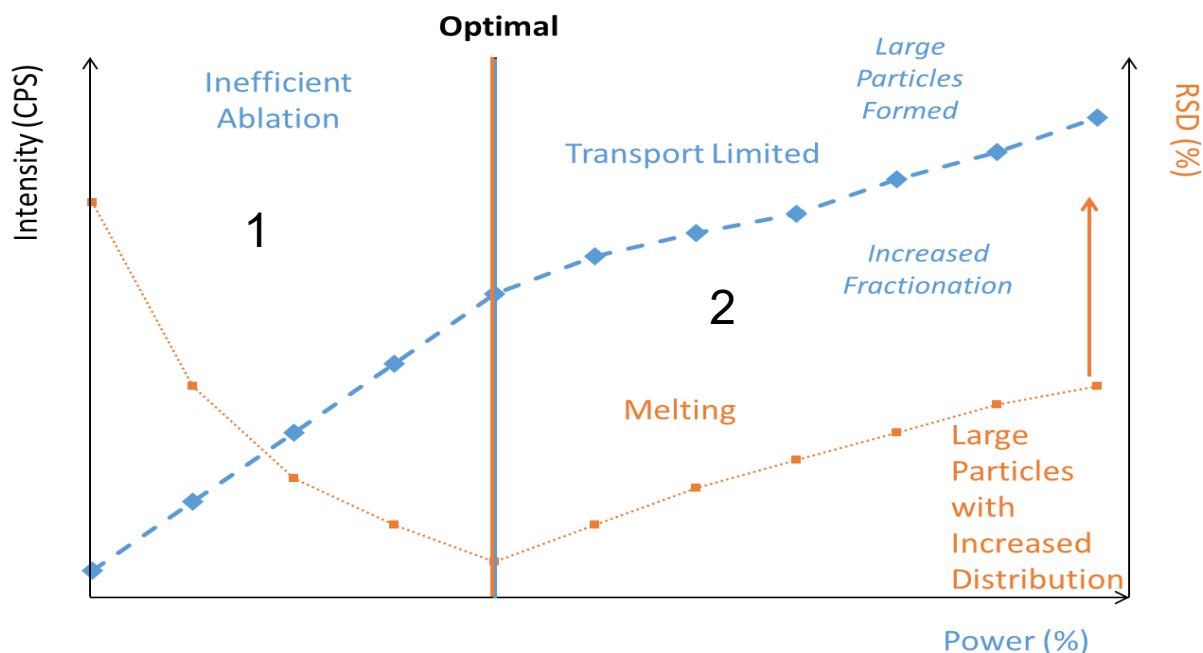 Optimal
Intensity (CPS)
Inefficient
Ablation
Large
Particles
Formed
RSD (%)
Transport Limited
1
Increased
Fractionation
2
Melting
Large
Particles
with
Increased
Distribution
Power (%)